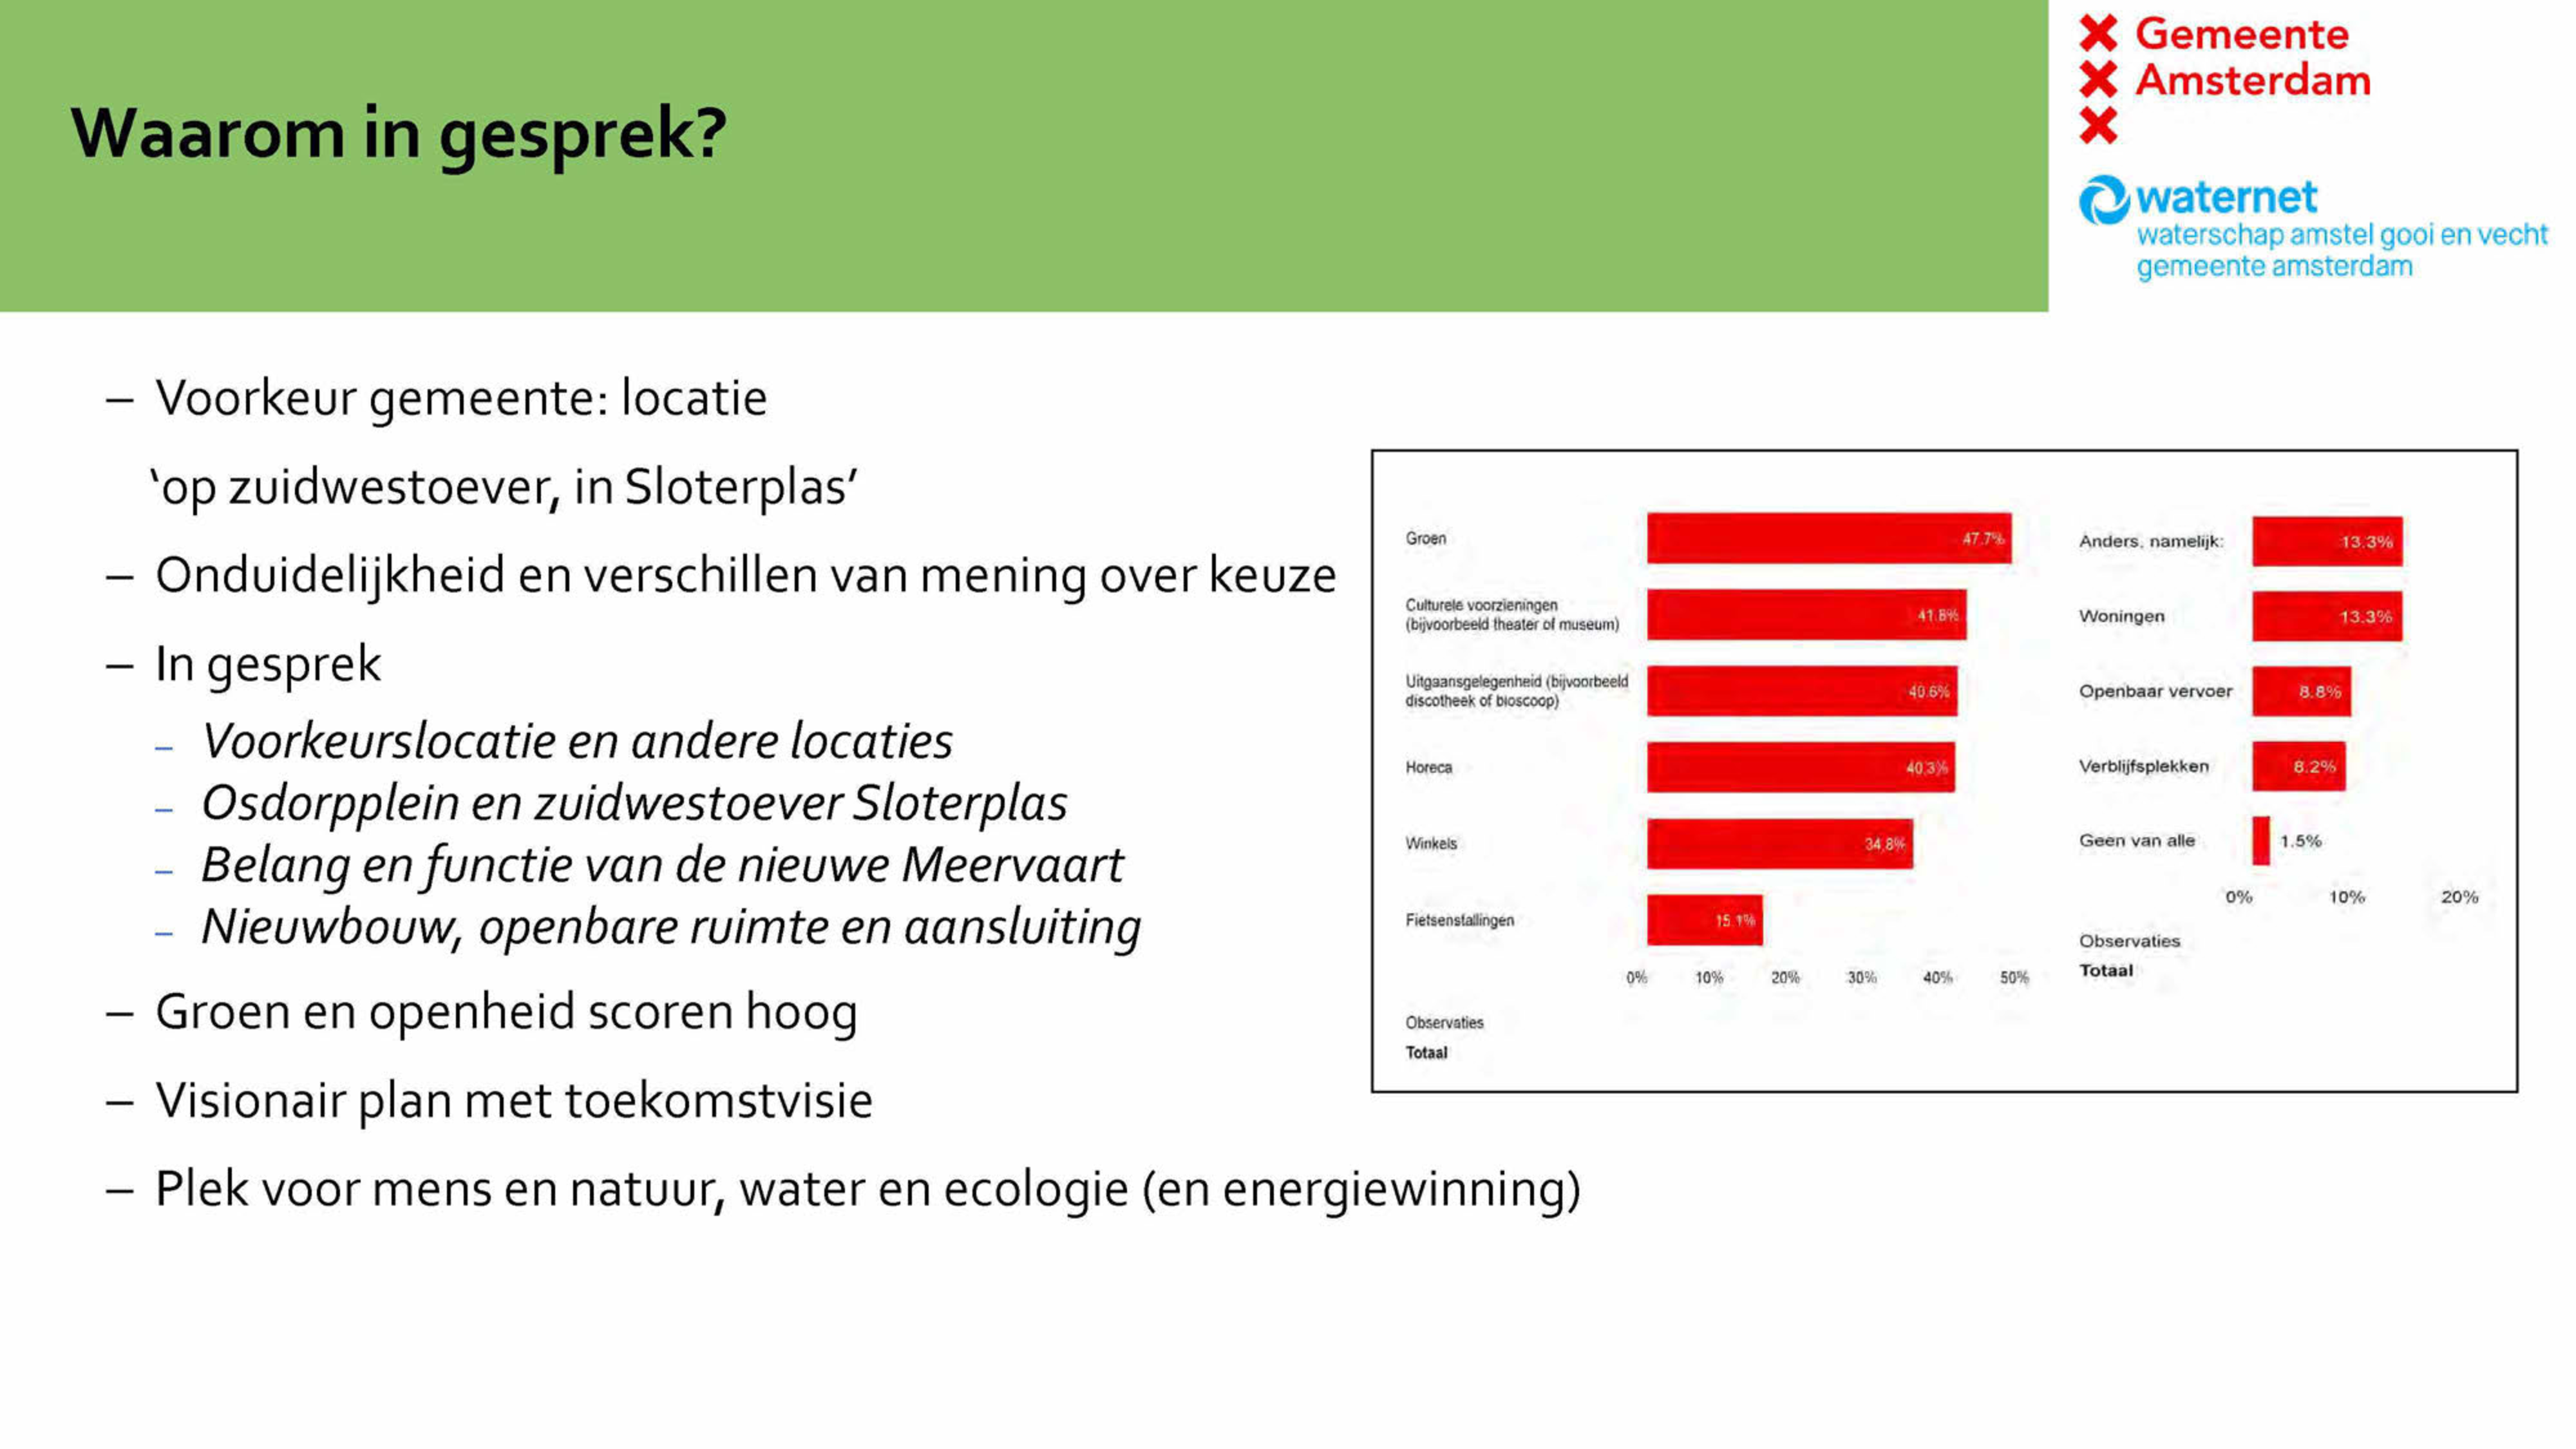 Waarom in gesprek?
Gemeente
Amsterdam
waternet
waterschap amstel gooi en vecht
gemeente amsterdam
– Voorkeur gemeente: locatie
‘op zuidwestoever, in Sloterplas’
– Onduidelijkheid en verschillen van mening over keuze
– In gesprek
– Voorkeurslocatie en andere locaties
– Osdorpplein en zuidwestoever Sloterplas
– Belang en functie van de nieuwe Meervaart
– Nieuwbouw, openbare ruimte en aansluiting
– Groen en openheid scoren hoog
– Visionair plan met toekomstvisie
– Plek voor mens en natuur, water en ecologie (en energiewinning)
Groen 47.7%
Culturele voorzieningen
(bijvoorbeeld theater of museum) 41.8%
Uitgaansgelegenheid (bijvoorbeeld
discotheek of bioscoop) 40.6%
Horeca 40.3%
Winkels 34.8%
Fietsenstallingen 15.1%
0% 10% 20% 30% 40% 50%
Observaties
Totaal
Anders, namelijk: 13.3%
Woningen 13.3%
Openbaar vervoer 8.8%
Verblijfsplekken 8.2%
Geen van alle 1.5%
0% 10% 20%
Observaties
Totaal